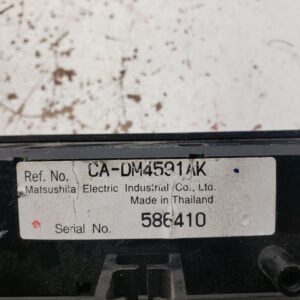 Ref. No. CA-DM4591AK
Matsushita Electric Industrial Co., Ltd.
Made in Thailand
Serial No. 586410